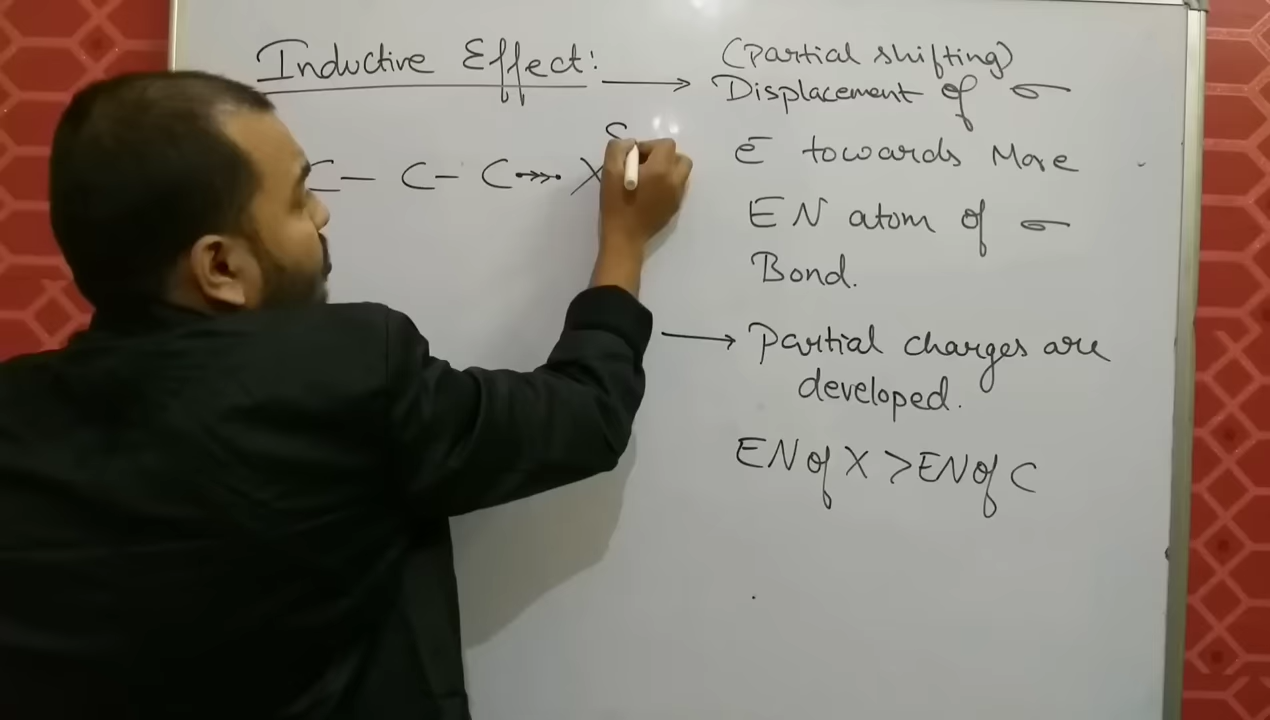 Inductive Effect: →
C — C — C →>> X
(Partial shifting)
Displacement of σ
ē towards More
EN atom of σ
Bond.
→ Partial charges are
developed.
EN of X > EN of C